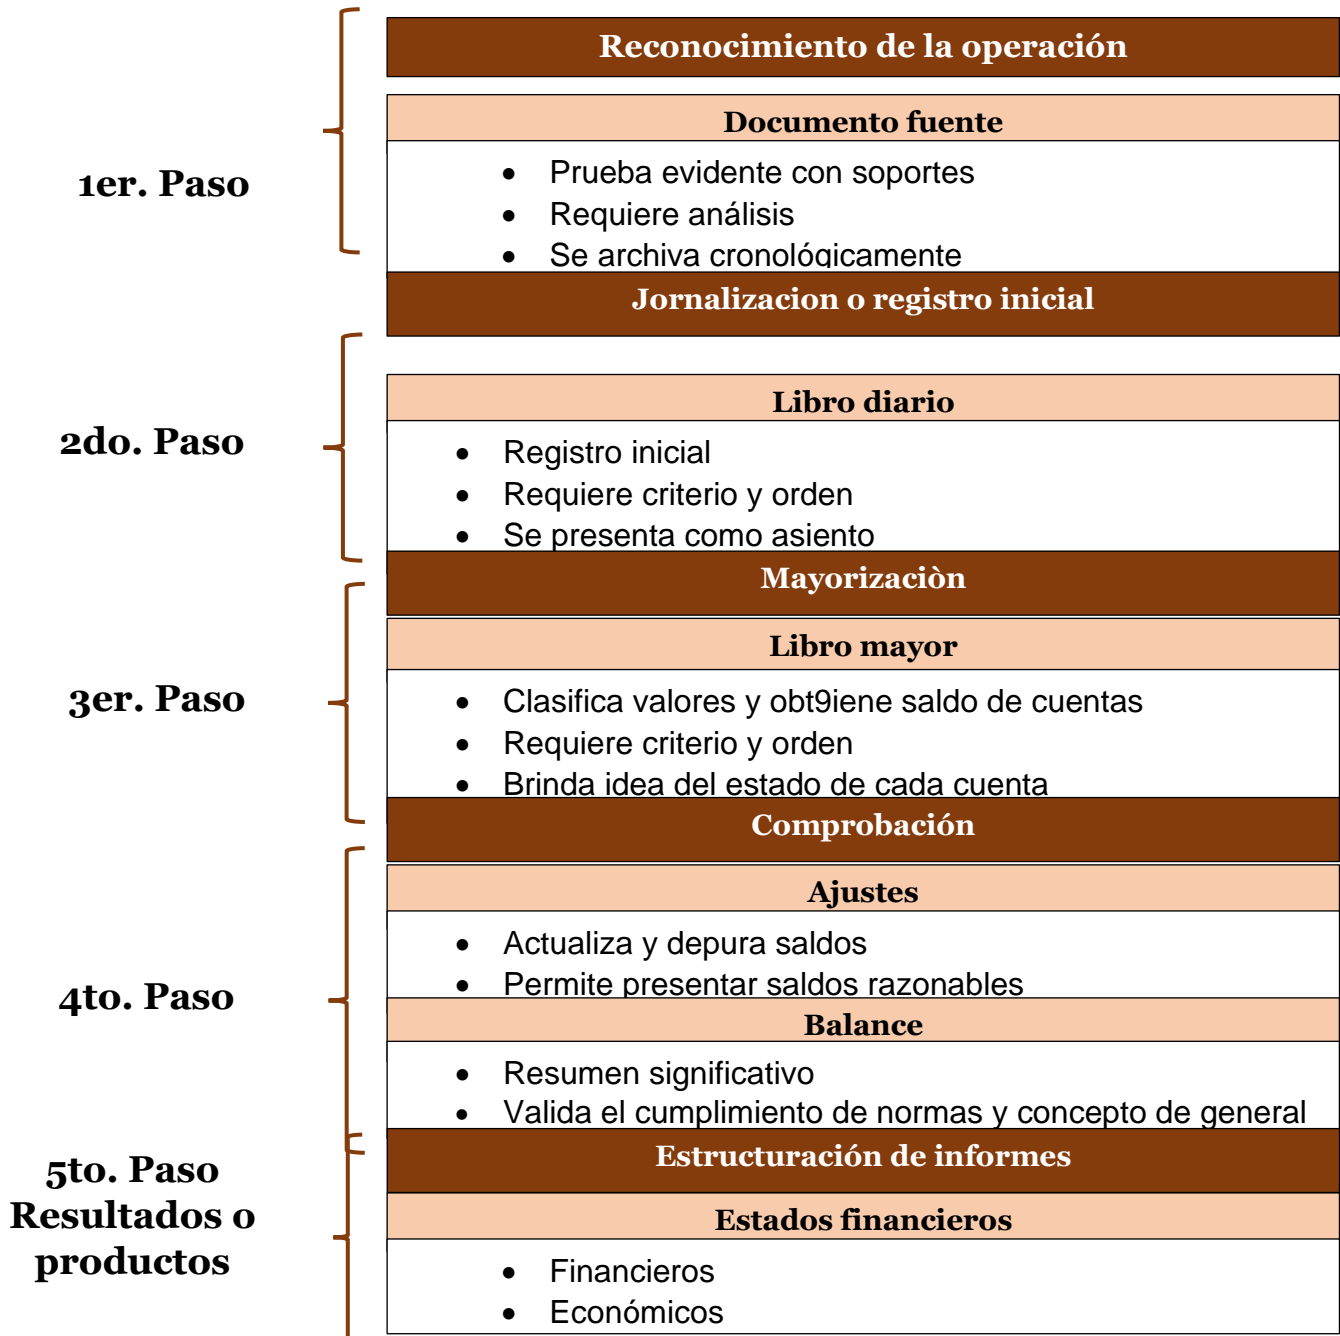 1er. Paso
Reconocimiento de la operación
Documento fuente
• Prueba evidente con soportes
• Requiere análisis
• Se archiva cronológicamente
2do. Paso
Jornalizacion o registro inicial
Libro diario
• Registro inicial
• Requiere criterio y orden
• Se presenta como asiento
3er. Paso
Mayorizaciòn
Libro mayor
• Clasifica valores y obt9iene saldo de cuentas
• Requiere criterio y orden
• Brinda idea del estado de cada cuenta
4to. Paso
Comprobación
Ajustes
• Actualiza y depura saldos
• Permite presentar saldos razonables
Balance
• Resumen significativo
• Valida el cumplimiento de normas y concepto de general
5to. Paso
Resultados o
productos
Estructuración de informes
Estados financieros
• Financieros
• Económicos